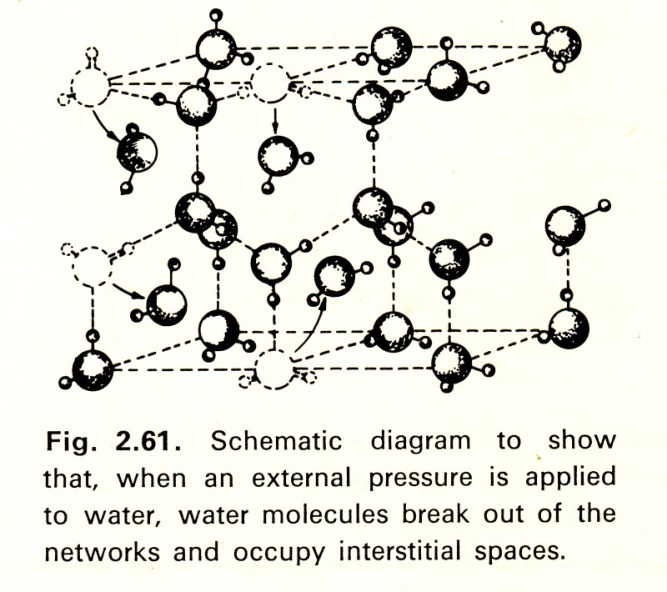 Fig. 2.61. Schematic diagram to show
that, when an external pressure is applied
to water, water molecules break out of the
networks and occupy interstitial spaces.